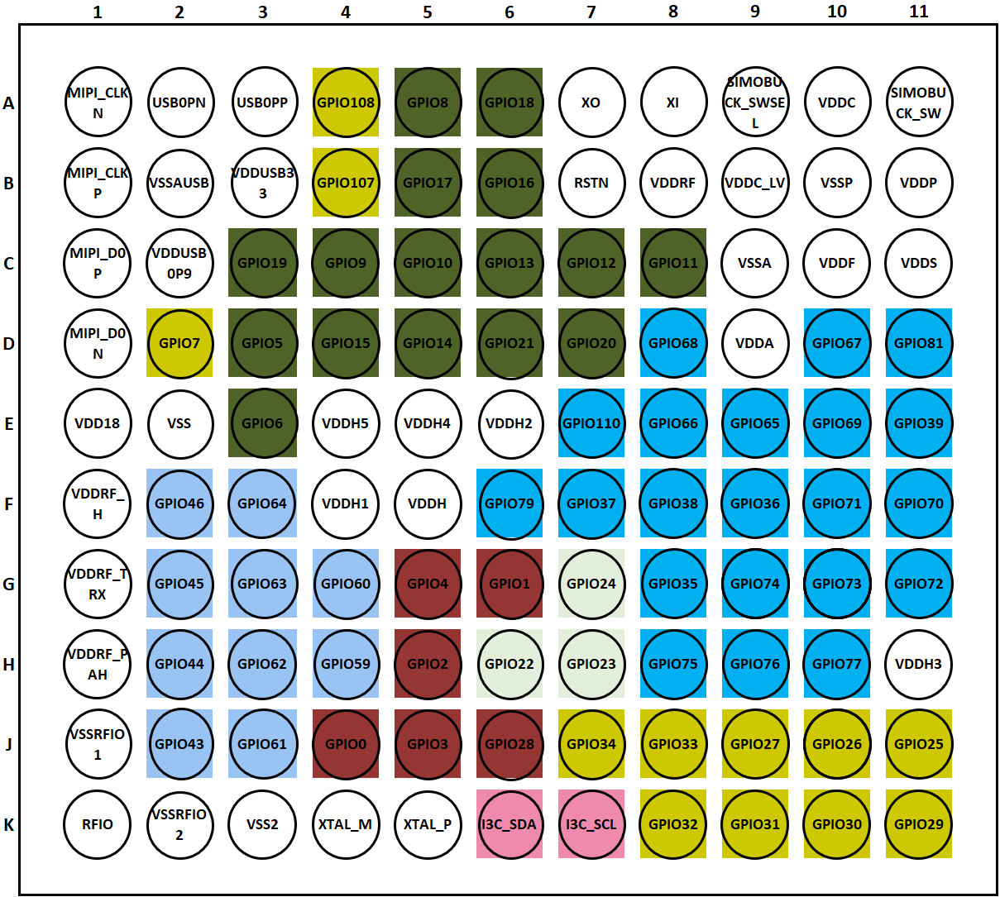 1 2 3 4 5 6 7 8 9 10 11
A MIPI_CLKN USB0PN USB0PP GPIO108 GPIO8 GPIO18 XO XI SIMOBUCK_SWSEL VDDC SIMOBUCK_SW
B MIPI_CLKP VSSAUSB VDDUSB33 GPIO107 GPIO17 GPIO16 RSTN VDDRF VDDC_LV VSSP VDDP
C MIPI_D0P VDDUSB0P9 GPIO19 GPIO9 GPIO10 GPIO13 GPIO12 GPIO11 VSSA VDDF VDDS
D MIPI_D0N GPIO7 GPIO5 GPIO15 GPIO14 GPIO21 GPIO20 GPIO68 VDDA GPIO67 GPIO81
E VDD18 VSS GPIO6 VDDH5 VDDH4 VDDH2 GPIO110 GPIO66 GPIO65 GPIO69 GPIO39
F VDDRF_H GPIO46 GPIO64 VDDH1 VDDH GPIO79 GPIO37 GPIO38 GPIO36 GPIO71 GPIO70
G VDDRF_TRX GPIO45 GPIO63 GPIO60 GPIO4 GPIO1 GPIO24 GPIO35 GPIO74 GPIO73 GPIO72
H VDDRF_PAH GPIO44 GPIO62 GPIO59 GPIO2 GPIO22 GPIO23 GPIO75 GPIO76 GPIO77 VDDH3
J VSSRFIO1 GPIO43 GPIO61 GPIO0 GPIO3 GPIO28 GPIO34 GPIO33 GPIO27 GPIO26 GPIO25
K RFIO VSSRFIO2 VSS2 XTAL_M XTAL_P I3C_SDA I3C_SCL GPIO32 GPIO31 GPIO30 GPIO29